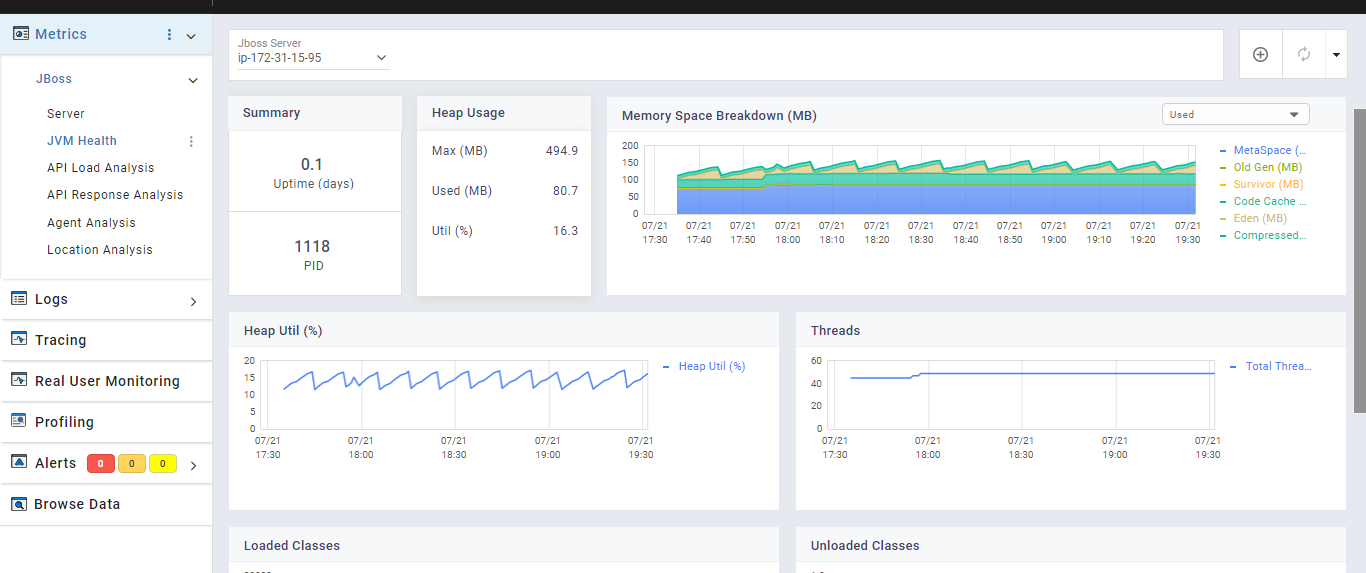 Metrics
JBoss
Server
JVM Health
API Load Analysis
API Response Analysis
Agent Analysis
Location Analysis
Logs
Tracing
Real User Monitoring
Profiling
Alerts 0 0 0
Browse Data
Jboss Server
ip-172-31-15-95
Summary
0.1
Uptime (days)
1118
PID
Heap Usage
Max (MB) 494.9
Used (MB) 80.7
Util (%) 16.3
Memory Space Breakdown (MB)
Used
200
150
100
50
0
07/21 07/21 07/21 07/21 07/21 07/21 07/21 07/21 07/21 07/21 07/21 07/21 07/21
17:30 17:40 17:50 18:00 18:10 18:20 18:30 18:40 18:50 19:00 19:10 19:20 19:30
MetaSpace (...
Old Gen (MB)
Survivor (MB)
Code Cache ...
Eden (MB)
Compressed...
Heap Util (%)
20
15
10
5
0
07/21 07/21 07/21 07/21 07/21
17:30 18:00 18:30 19:00 19:30
Heap Util (%)
Threads
60
40
20
0
07/21 07/21 07/21 07/21 07/21
17:30 18:00 18:30 19:00 19:30
Total Threa...
Loaded Classes
Unloaded Classes